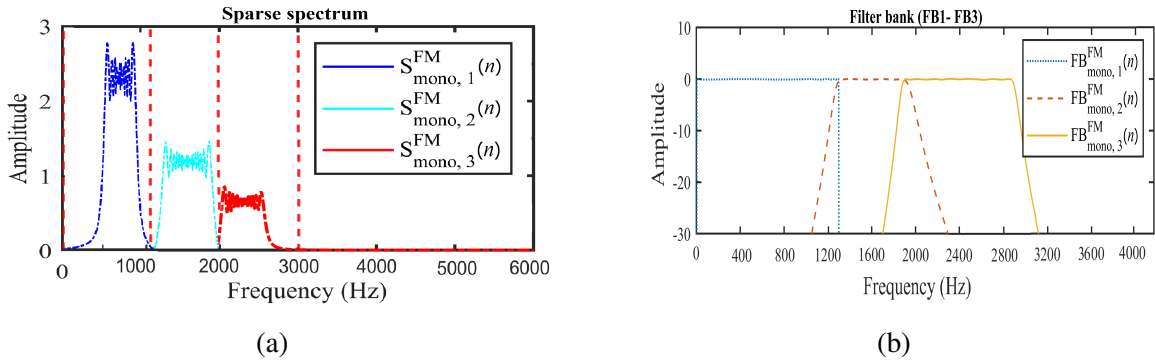 Sparse spectrum
3
2
1
0
Amplitude
S^FM_mono, 1(n)
S^FM_mono, 2(n)
S^FM_mono, 3(n)
0 1000 2000 3000 4000 5000 6000
Frequency (Hz)
(a)
Filter bank (FB1- FB3)
10
0
-10
-20
-30
Amplitude
FB^FM_mono, 1(n)
FB^FM_mono, 2(n)
FB^FM_mono, 3(n)
0 400 800 1200 1600 2000 2400 2800 3200 3600 4000
Frequency (Hz)
(b)